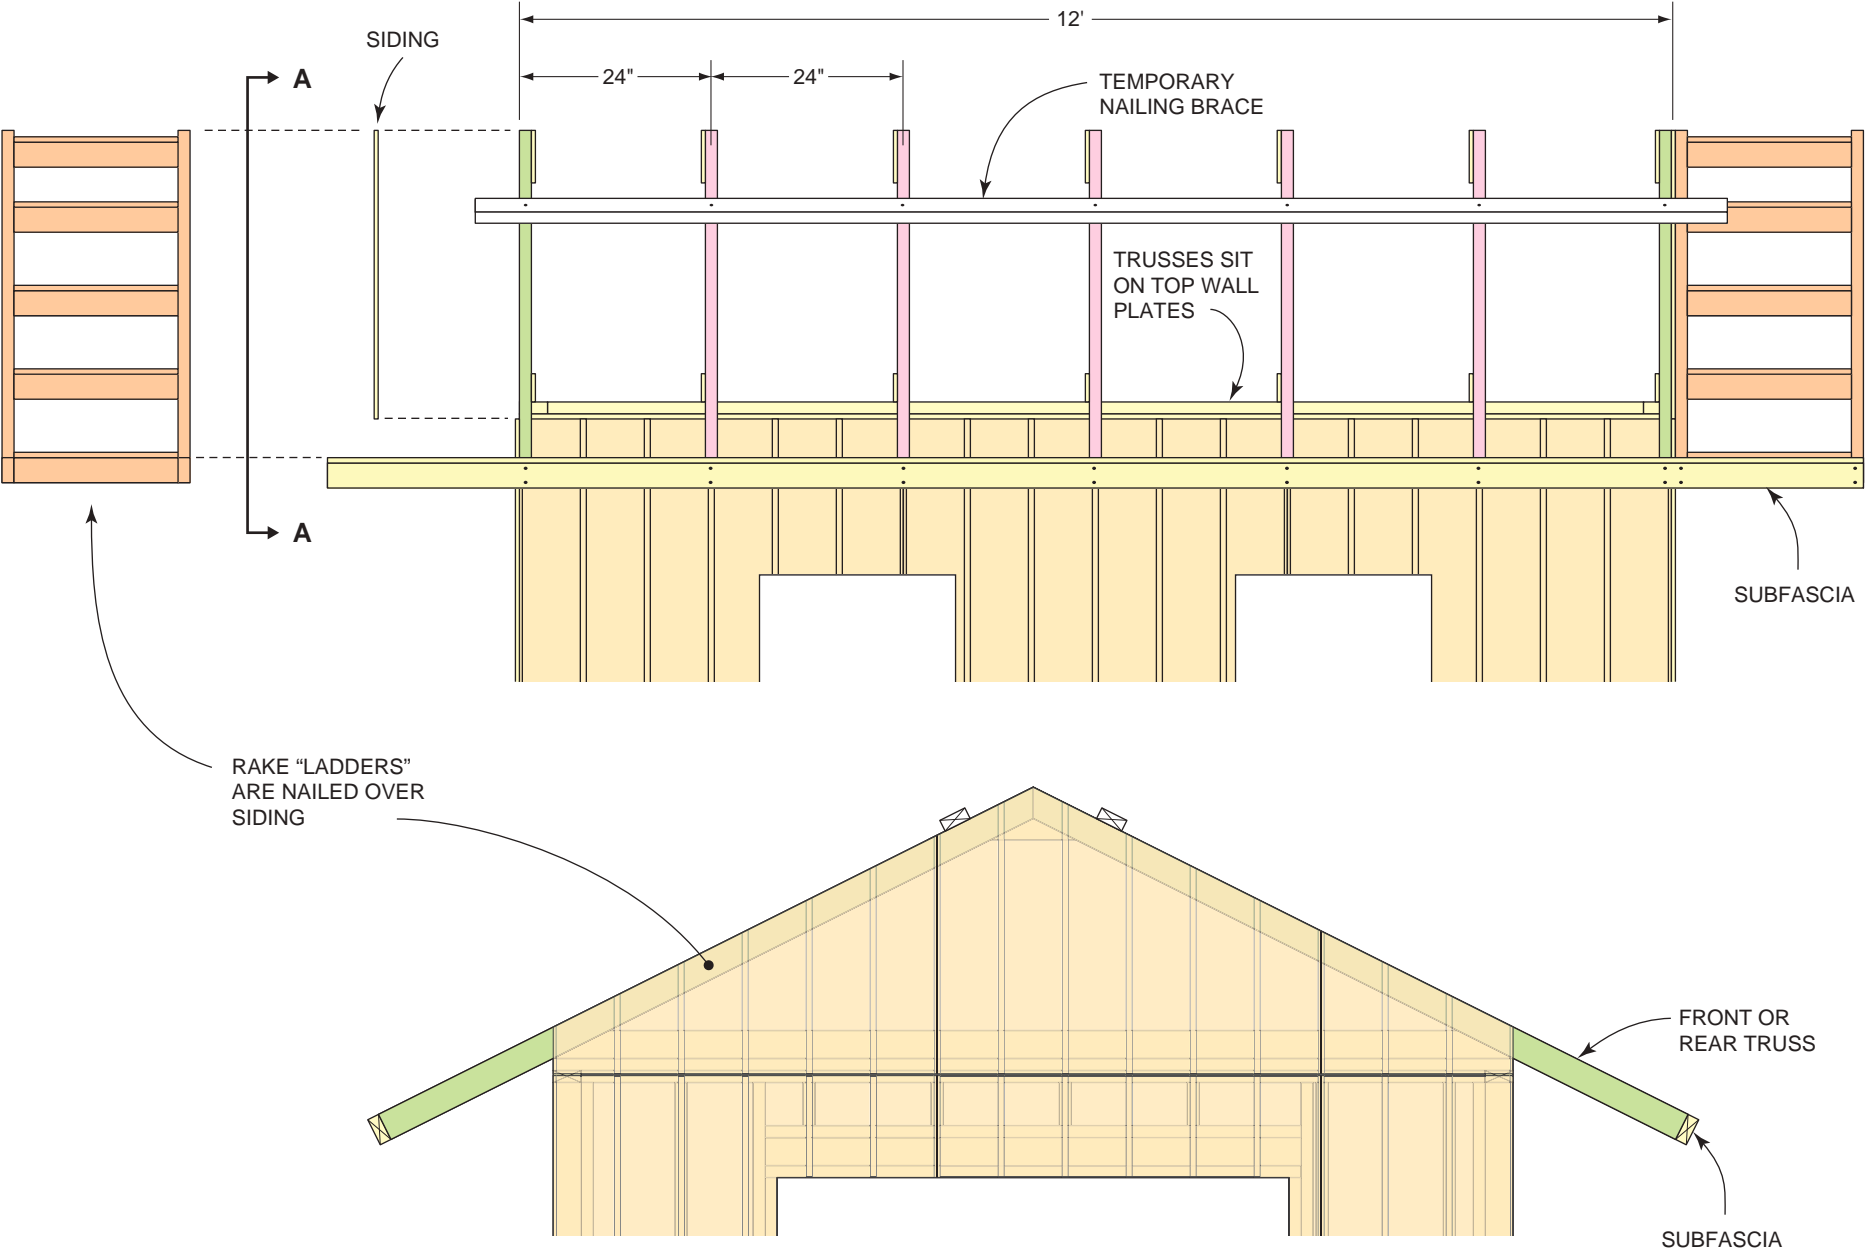 12'
SIDING
A
24"
24"
TEMPORARY
NAILING BRACE
TRUSSES SIT
ON TOP WALL
PLATES
A
SUBFASCIA
RAKE “LADDERS”
ARE NAILED OVER
SIDING
FRONT OR
REAR TRUSS
SUBFASCIA